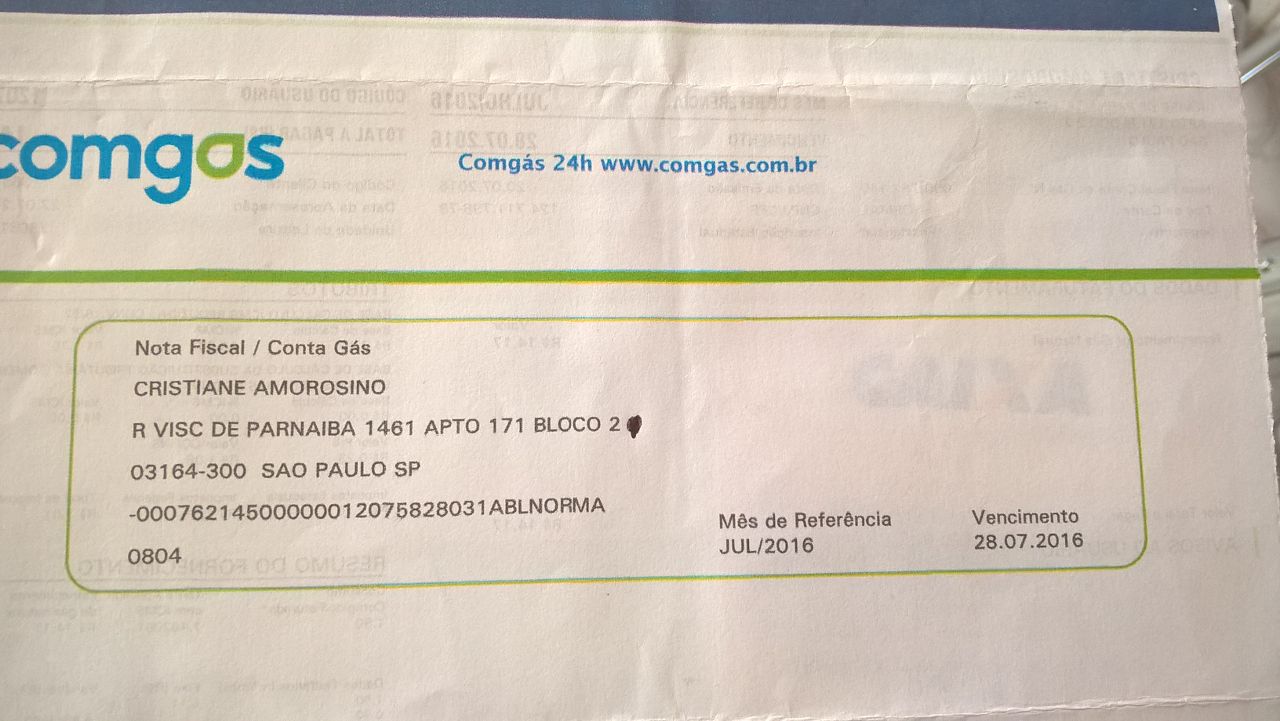 comgas
Comgás 24h www.comgas.com.br
Nota Fiscal / Conta Gás
CRISTIANE AMOROSINO
R VISC DE PARNAIBA 1461 APTO 171 BLOCO 2
03164-300 SAO PAULO SP
-000762145000000012075828031ABLNORMA
0804
Mês de Referência
JUL/2016
Vencimento
28.07.2016